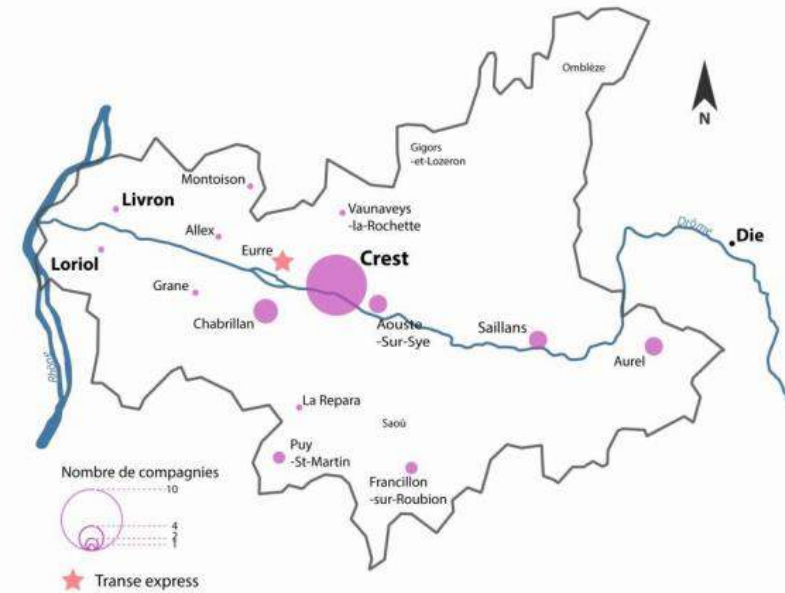 Omblèze
N
Gigors
-et-Lozeron
Montoison
Livron
Vaunaveys
-la-Rochette
Allex
Drôme
Die
Eurre
Crest
Loriol
Grane
Chabrillan
Aouste
-Sur-Sye
Saillans
Aurel
Rhône
La Repara
Saoû
Puy
-St-Martin
Francillon
-sur-Roubion
Nombre de compagnies
10
4
2
1
Transe express